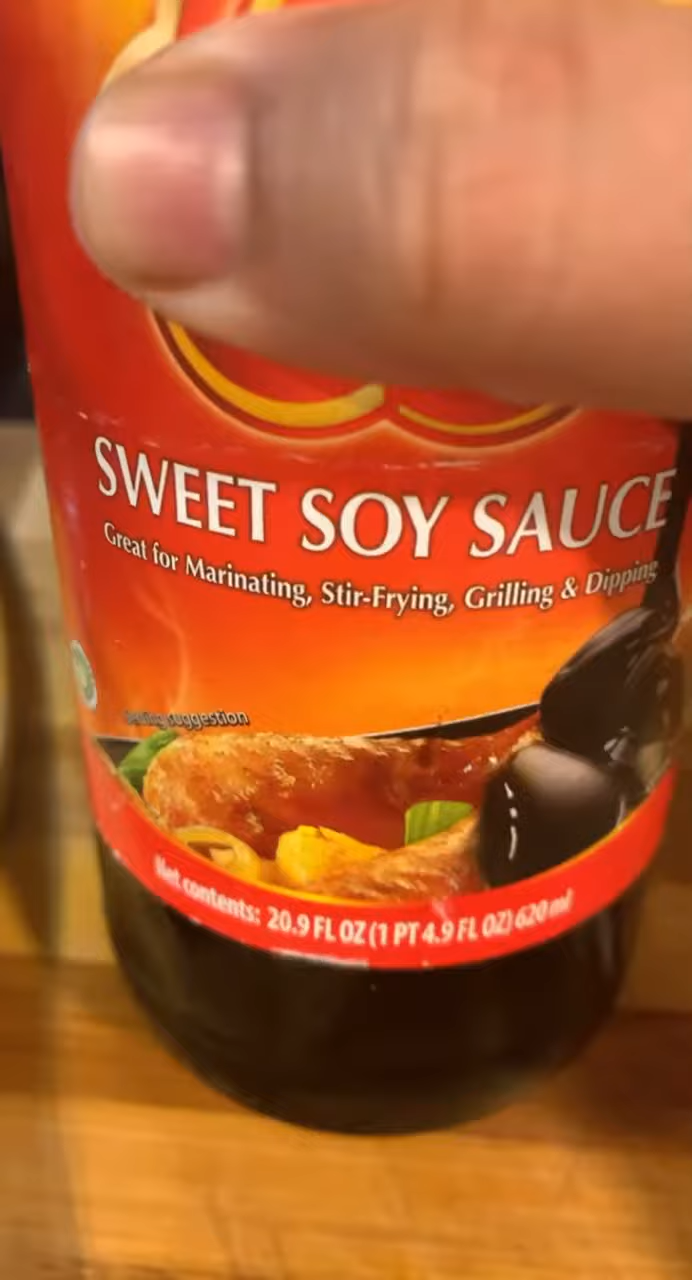 SWEET SOY SAUCE
Great for Marinating, Stir-Frying, Grilling & Dipping
suggestion
Net contents: 20.9 FL OZ (1 PT 4.9 FL OZ) 620 ml